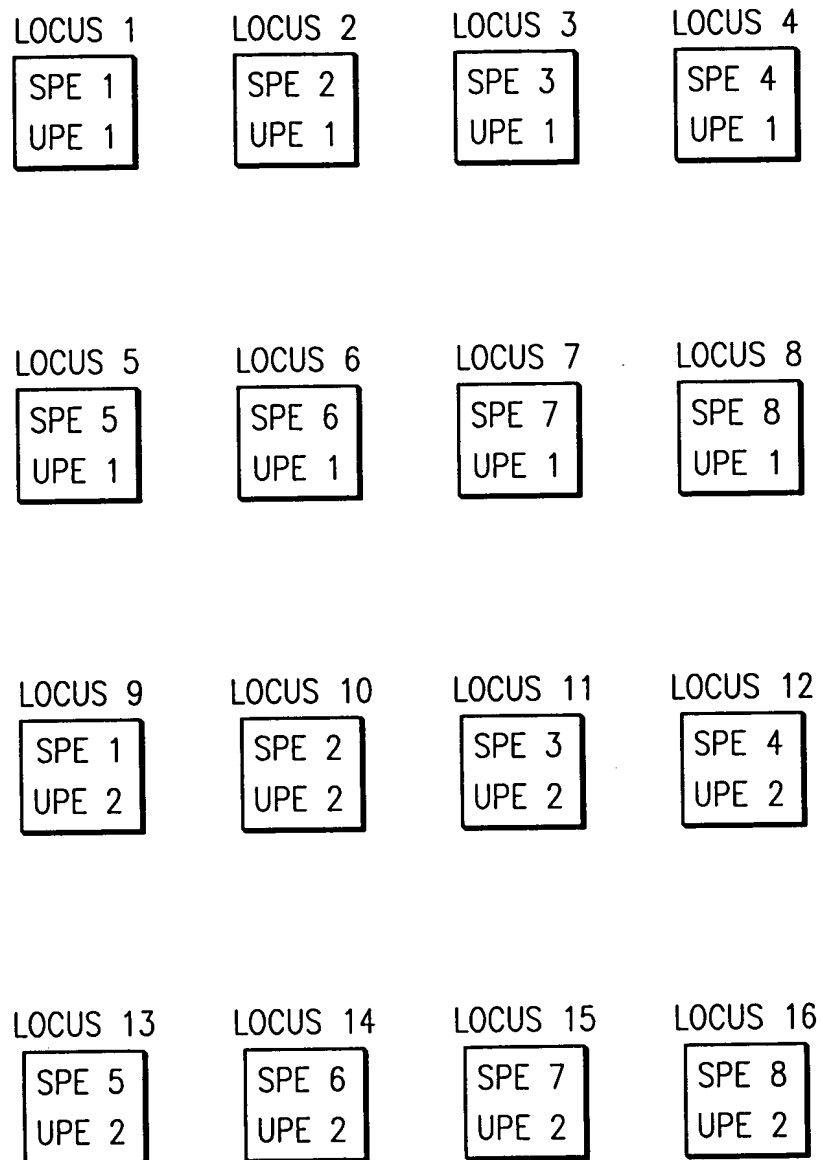 LOCUS 1 LOCUS 2 LOCUS 3 LOCUS 4
SPE 1 SPE 2 SPE 3 SPE 4
UPE 1 UPE 1 UPE 1 UPE 1
LOCUS 5 LOCUS 6 LOCUS 7 LOCUS 8
SPE 5 SPE 6 SPE 7 SPE 8
UPE 1 UPE 1 UPE 1 UPE 1
LOCUS 9 LOCUS 10 LOCUS 11 LOCUS 12
SPE 1 SPE 2 SPE 3 SPE 4
UPE 2 UPE 2 UPE 2 UPE 2
LOCUS 13 LOCUS 14 LOCUS 15 LOCUS 16
SPE 5 SPE 6 SPE 7 SPE 8
UPE 2 UPE 2 UPE 2 UPE 2